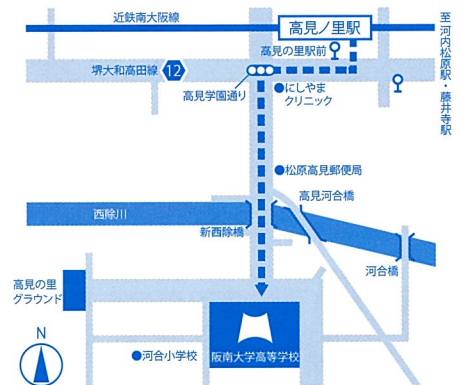 近鉄南大阪線
高見ノ里駅
至 河内松原駅・藤井寺駅
高見の里駅前
堺大和高田線
12
高見学園通り
にしやま
クリニック
松原高見郵便局
高見河合橋
西除川
新西除橋
河合橋
高見の里
グラウンド
N
河合小学校
阪南大学高等学校